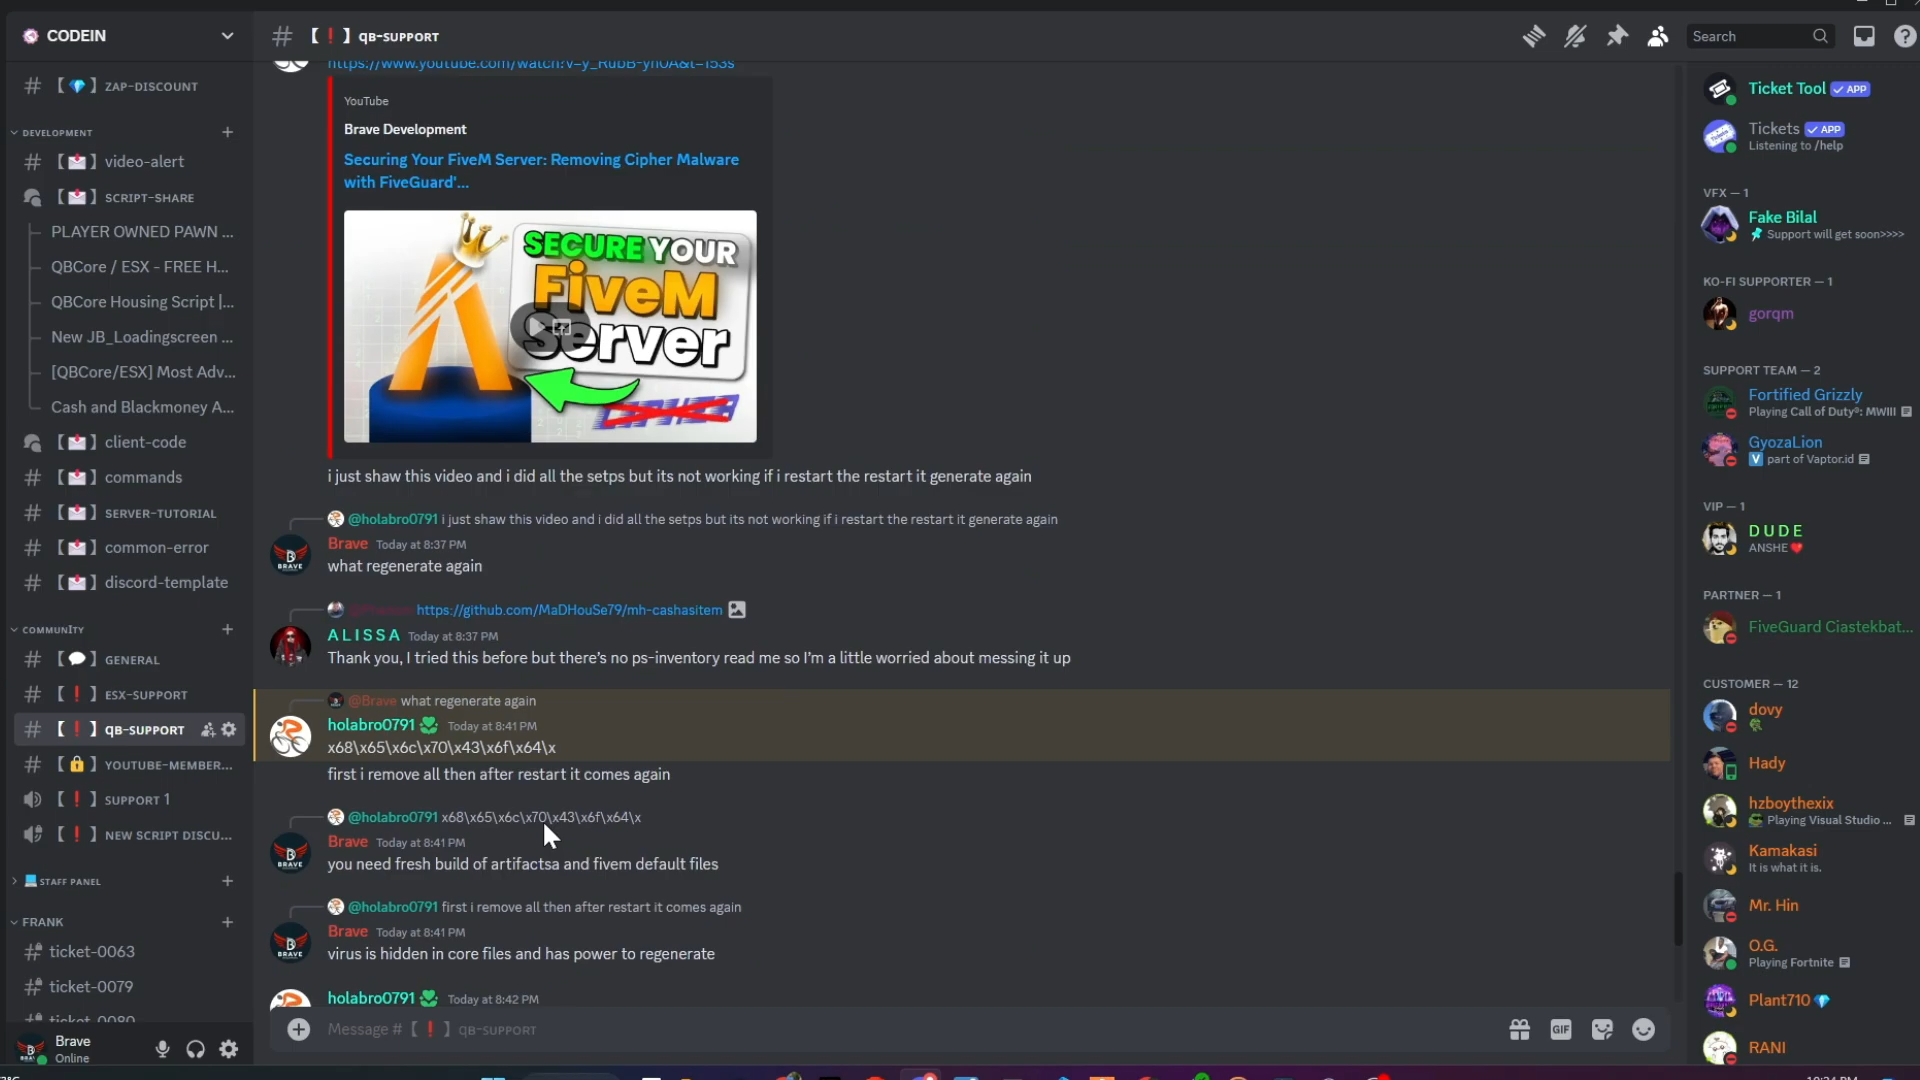 CODEIN
# 【💎】ZAP-DISCOUNT
DEVELOPMENT
# 【📩】video-alert
【📩】SCRIPT-SHARE
PLAYER OWNED PAWN ...
QBCore / ESX - FREE H...
QBCore Housing Script |...
New JB_Loadingscreen ...
[QBCore/ESX] Most Adv...
Cash and Blackmoney A...
【📩】client-code
# 【📩】commands
# 【📩】SERVER-TUTORIAL
# 【📩】common-error
# 【📩】discord-template
COMMUNİTY
# 【💬】GENERAL
# 【❗】ESX-SUPPORT
# 【❗】QB-SUPPORT
# 【🔒】YOUTUBE-MEMBER...
【❗】SUPPORT 1
【❗】NEW SCRIPT DISCU...
💻STAFF PANEL
FRANK
ticket-0063
ticket-0079
ticket-0080
Brave
Online
# 【❗】QB-SUPPORT
Search
https://www.youtube.com/watch?v=y_RubB-yh0A&t=153s
YouTube
Brave Development
Securing Your FiveM Server: Removing Cipher Malware
with FiveGuard'...
SECURE YOUR
FiveM
Server
CIPHER
i just shaw this video and i did all the setps but its not working if i restart the restart it generate again
@holabro0791 i just shaw this video and i did all the setps but its not working if i restart the restart it generate again
Brave Today at 8:37 PM
what regenerate again
https://github.com/MaDHouSe79/mh-cashasitem
A L I S S A Today at 8:37 PM
Thank you, I tried this before but there's no ps-inventory read me so I'm a little worried about messing it up
@Brave what regenerate again
holabro0791 Today at 8:41 PM
x68\x65\x6c\x70\x43\x6f\x64\x
first i remove all then after restart it comes again
@holabro0791 x68\x65\x6c\x70\x43\x6f\x64\x
Brave Today at 8:41 PM
you need fresh build of artifactsa and fivem default files
@holabro0791 first i remove all then after restart it comes again
Brave Today at 8:41 PM
virus is hidden in core files and has power to regenerate
holabro0791 Today at 8:42 PM
Message # 【❗】QB-SUPPORT
GIF
Ticket Tool ✓ APP
Tickets ✓ APP
Listening to /help
VFX — 1
Fake Bilal
📌 Support will get soon>>>>
KO-FI SUPPORTER — 1
gorqm
SUPPORT TEAM — 2
Fortified Grizzly
Playing Call of Duty®: MWIII
GyozaLion
V part of Vaptor.id
VIP — 1
D U D E
ANSHE❤️
PARTNER — 1
FiveGuard Ciastekbat...
CUSTOMER — 12
dovy
Hady
hzboythexix
Playing Visual Studio ...
Kamakasi
It is what it is.
Mr. Hin
O.G.
Playing Fortnite
Plant710💎
RANI